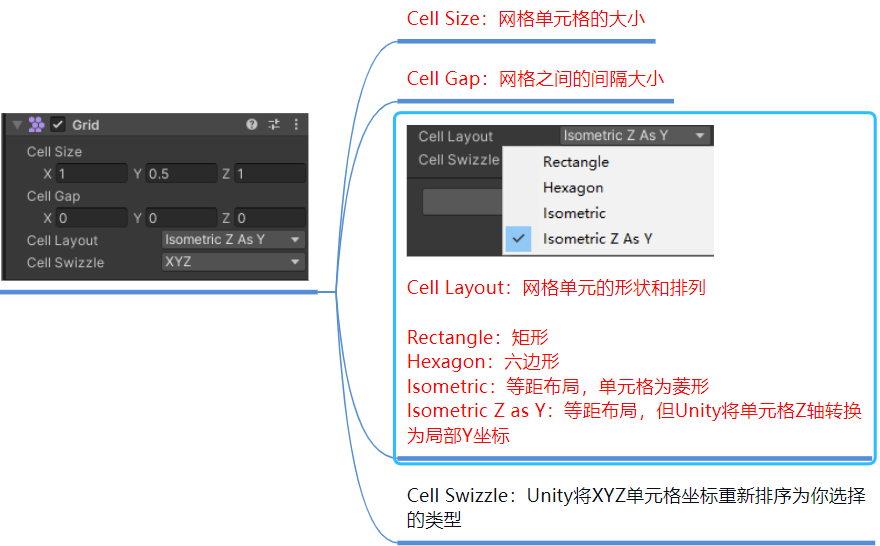 Grid
Cell Size
X 1 Y 0.5 Z 1
Cell Gap
X 0 Y 0 Z 0
Cell Layout Isometric Z As Y
Cell Swizzle XYZ
Cell Size：网格单元格的大小
Cell Gap：网格之间的间隔大小
Cell Layout Isometric Z As Y
Cell Swizzle
Rectangle
Hexagon
Isometric
Isometric Z As Y
Cell Layout：网格单元的形状和排列
Rectangle：矩形
Hexagon：六边形
Isometric：等距布局，单元格为菱形
Isometric Z as Y：等距布局，但Unity将单元格Z轴转换
为局部Y坐标
Cell Swizzle：Unity将XYZ单元格坐标重新排序为你选择
的类型